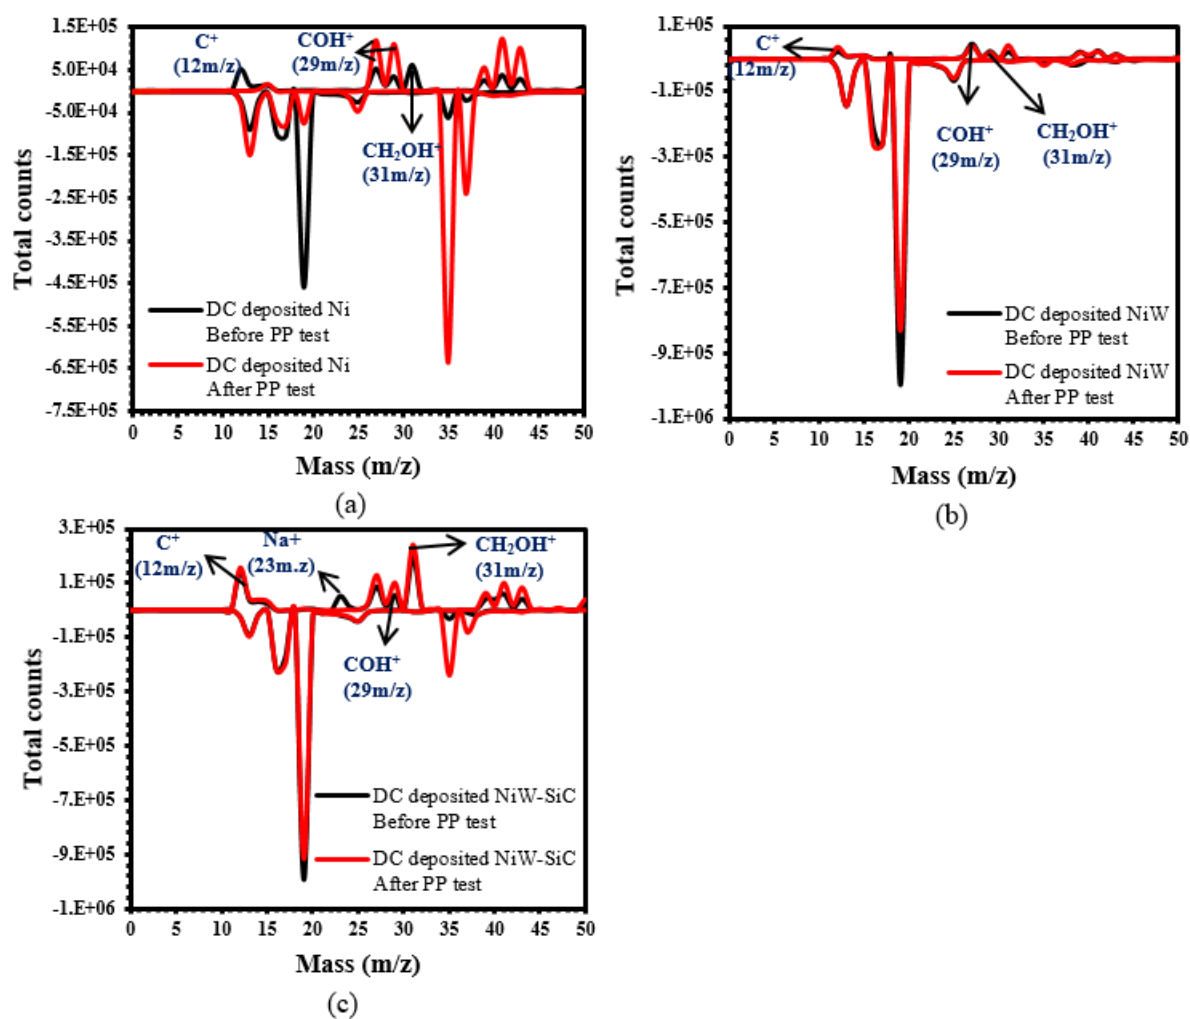 1.5E+05
5.0E+04
-5.0E+04
-1.5E+05
-2.5E+05
-3.5E+05
-4.5E+05
-5.5E+05
-6.5E+05
-7.5E+05
Total counts
C⁺
(12m/z)
COH⁺
(29m/z)
CH₂OH⁺
(31m/z)
DC deposited Ni
Before PP test
DC deposited Ni
After PP test
0 5 10 15 20 25 30 35 40 45 50
Mass (m/z)
(a)
1.E+05
-1.E+05
-3.E+05
-5.E+05
-7.E+05
-9.E+05
-1.E+06
Total counts
C⁺
(12m/z)
COH⁺
(29m/z)
CH₂OH⁺
(31m/z)
DC deposited NiW
Before PP test
DC deposited NiW
After PP test
0 5 10 15 20 25 30 35 40 45 50
Mass (m/z)
(b)
3.E+05
1.E+05
-1.E+05
-3.E+05
-5.E+05
-7.E+05
-9.E+05
-1.E+06
Total counts
C⁺
(12m/z)
Na+
(23m.z)
CH₂OH⁺
(31m/z)
COH⁺
(29m/z)
DC deposited NiW-SiC
Before PP test
DC deposited NiW-SiC
After PP test
0 5 10 15 20 25 30 35 40 45 50
Mass (m/z)
(c)